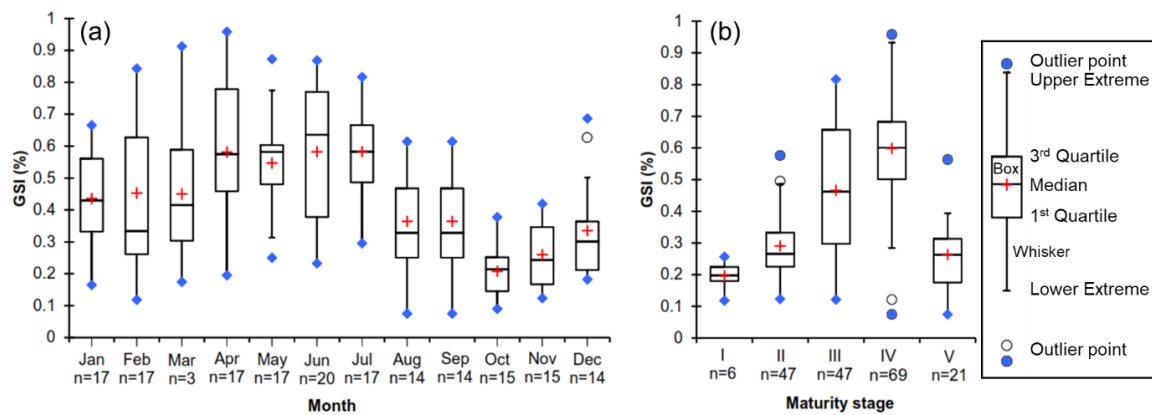 (a)
GSI (%)
1
0.9
0.8
0.7
0.6
0.5
0.4
0.3
0.2
0.1
0
Jan Feb Mar Apr May Jun Jul Aug Sep Oct Nov Dec
n=17 n=17 n=3 n=17 n=17 n=20 n=17 n=14 n=14 n=15 n=15 n=14
Month
(b)
GSI (%)
1
0.9
0.8
0.7
0.6
0.5
0.4
0.3
0.2
0.1
0
I II III IV V
n=6 n=47 n=47 n=69 n=21
Maturity stage
Outlier point
Upper Extreme
3rd Quartile
Box
Median
1st Quartile
Whisker
Lower Extreme
Outlier point